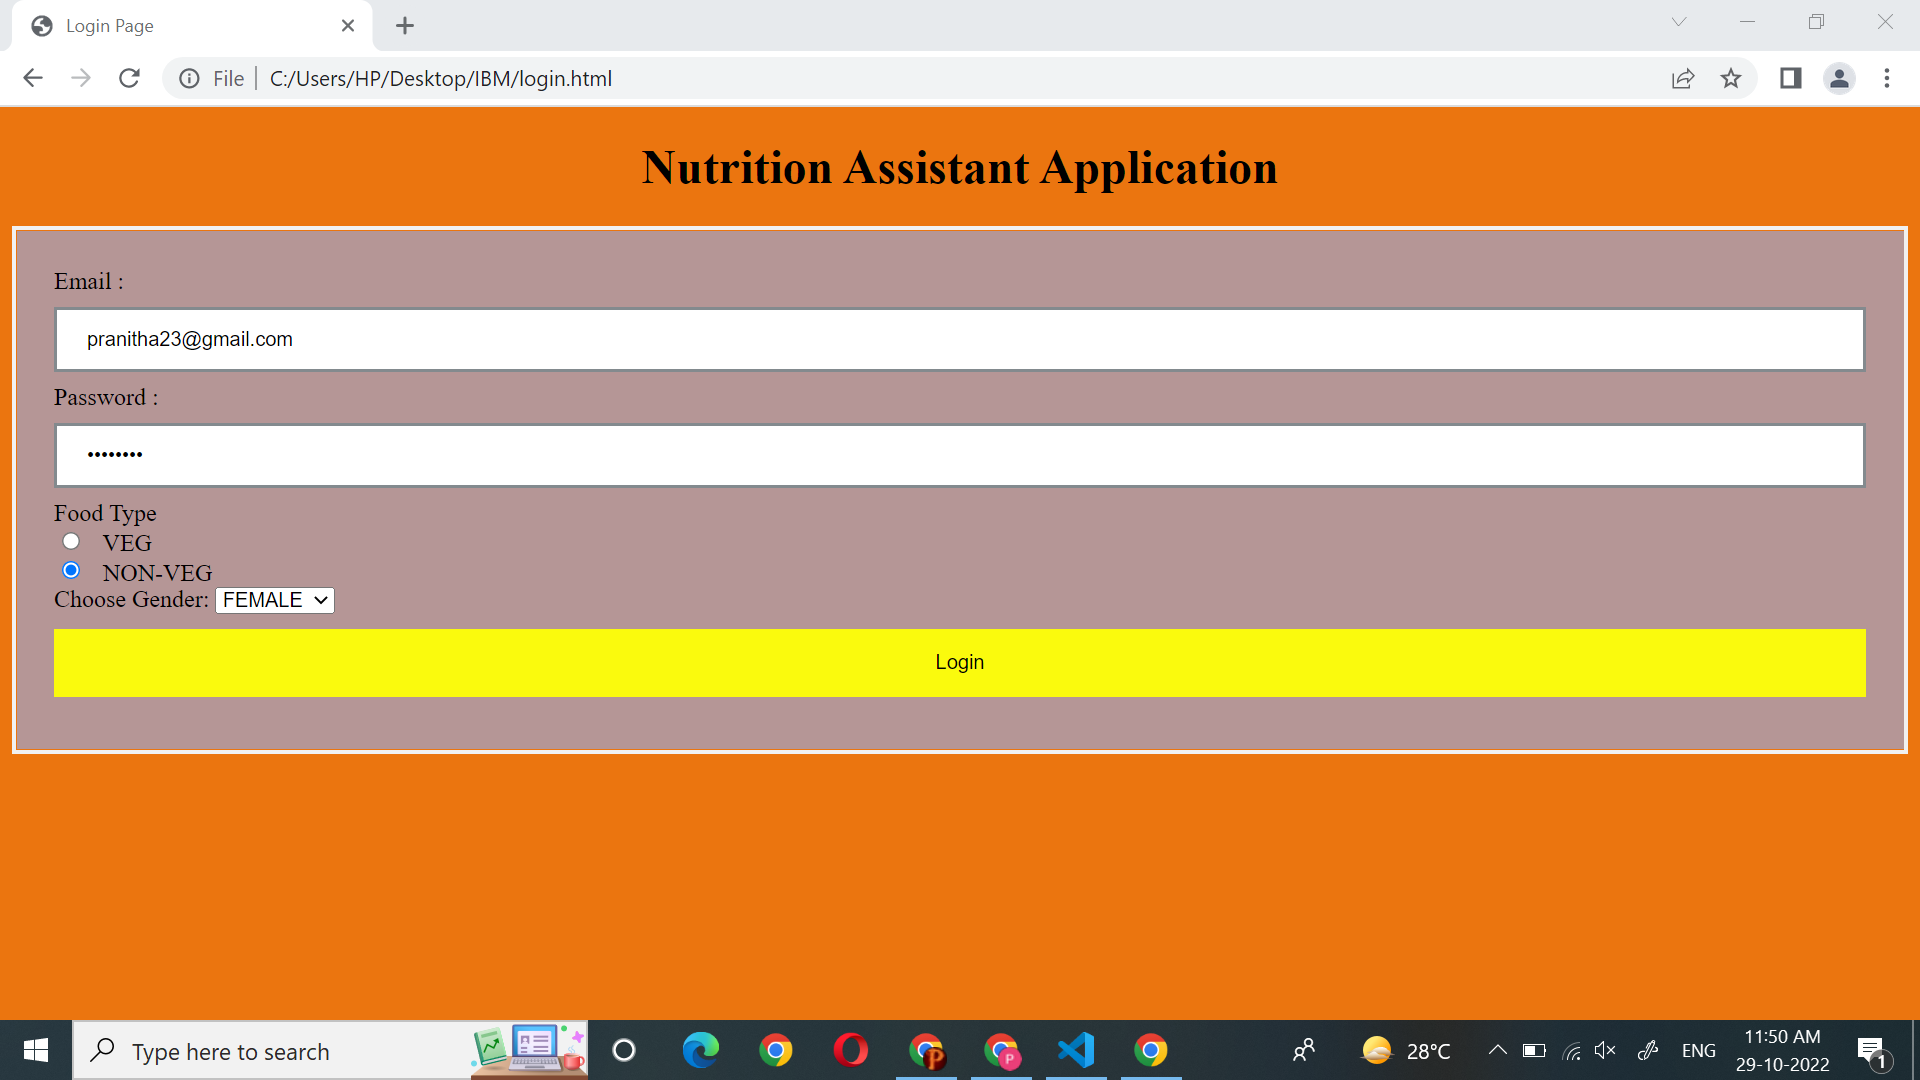 Login Page
File
C:/Users/HP/Desktop/IBM/login.html
Nutrition Assistant Application
Email :
pranitha23@gmail.com
Password :
••••••••
Food Type
VEG
NON-VEG
Choose Gender: FEMALE
Login
Type here to search
P
P
28°C
ENG
11:50 AM
29-10-2022
1